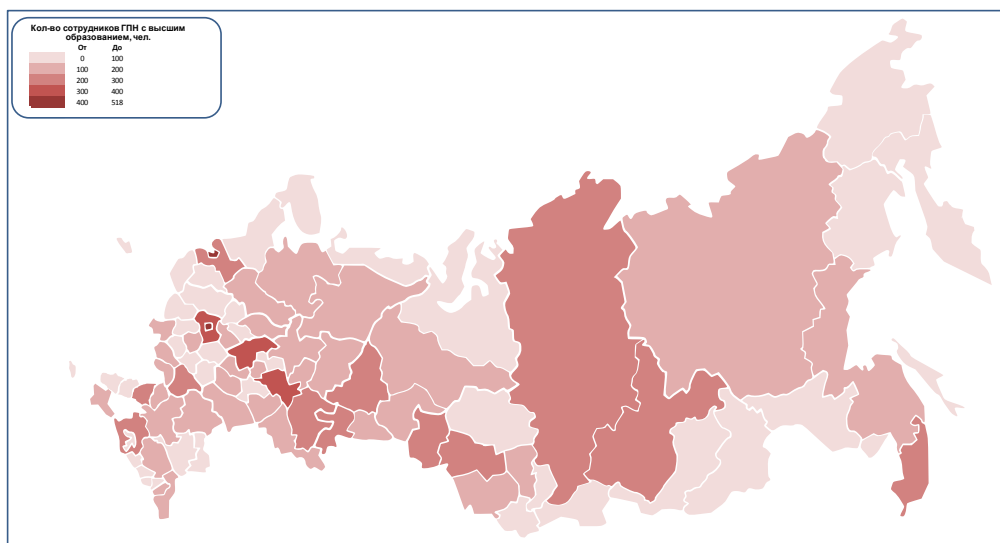 Кол-во сотрудников ГПН с высшим
образованием, чел.
От До
0 100
100 200
200 300
300 400
400 518